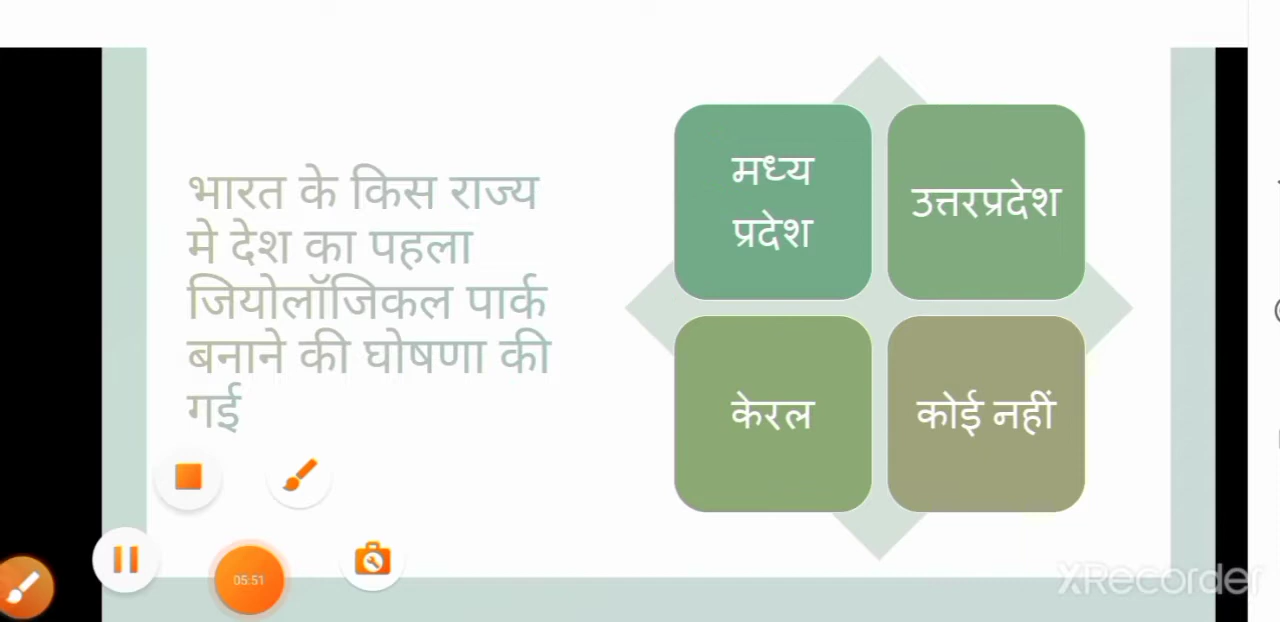 भारत के किस राज्य
मे देश का पहला
जियोलॉजिकल पार्क
बनाने की घोषणा की
गई
मध्य
प्रदेश
उत्तरप्रदेश
केरल
कोई नहीं
05:51
XRecorder